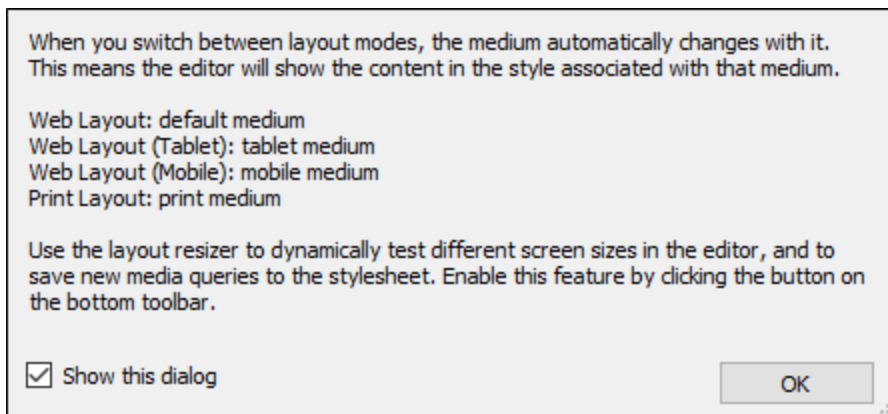 When you switch between layout modes, the medium automatically changes with it.
This means the editor will show the content in the style associated with that medium.
Web Layout: default medium
Web Layout (Tablet): tablet medium
Web Layout (Mobile): mobile medium
Print Layout: print medium
Use the layout resizer to dynamically test different screen sizes in the editor, and to
save new media queries to the stylesheet. Enable this feature by clicking the button on
the bottom toolbar.
Show this dialog
OK